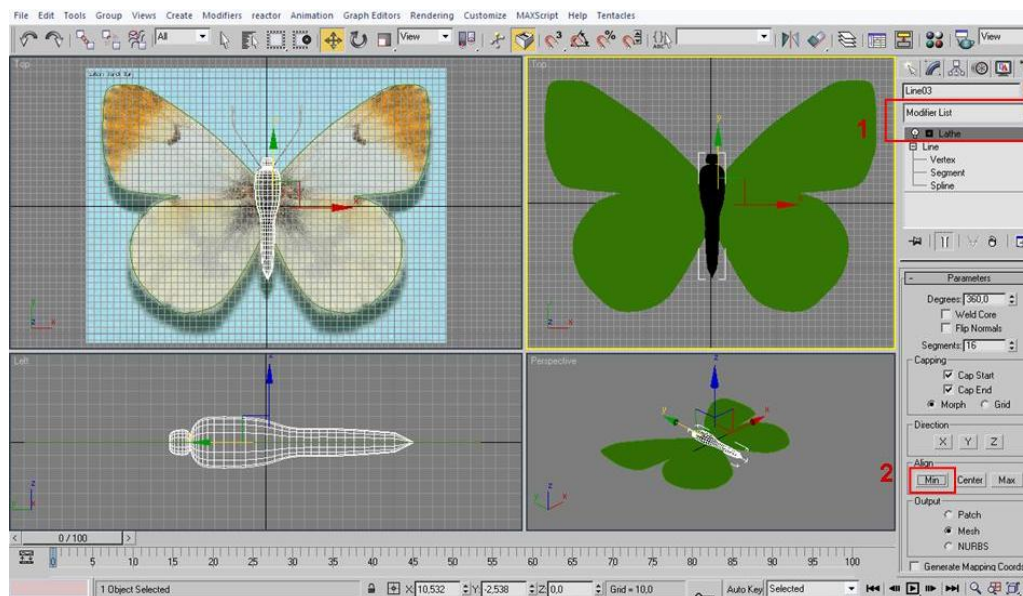 File Edit Tools Group Views Create Modifiers reactor Animation Graph Editors Rendering Customize MAXScript Help Tentacles
All View View
Top
Top
Line03
1 Modifier List
Lathe
Line
Vertex
Segment
Spline
Parameters
Degrees: 360,0
Weld Core
Flip Normals
Segments: 16
Capping
Cap Start
Cap End
Morph Grid
Direction
X Y Z
Align
2 Min Center Max
Output
Patch
Mesh
NURBS
Generate Mapping Coords
Left
Perspective
0 / 100
0 5 10 15 20 25 30 35 40 45 50 55 60 65 70 75 80 85 90 95 100
1 Object Selected X: 10,532 Y: -2,538 Z: 0,0 Grid = 10,0 Auto Key Selected